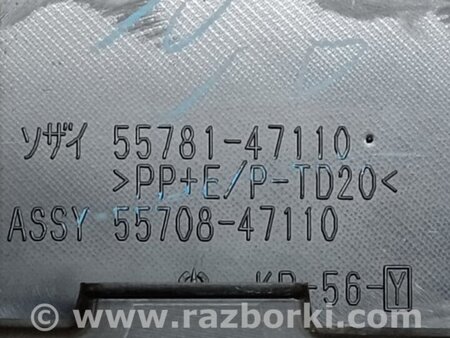 ソザイ 55781-47110
>PP+E/P-TD20<
ASSY 55708-47110
-56-Y
www.razborki.com